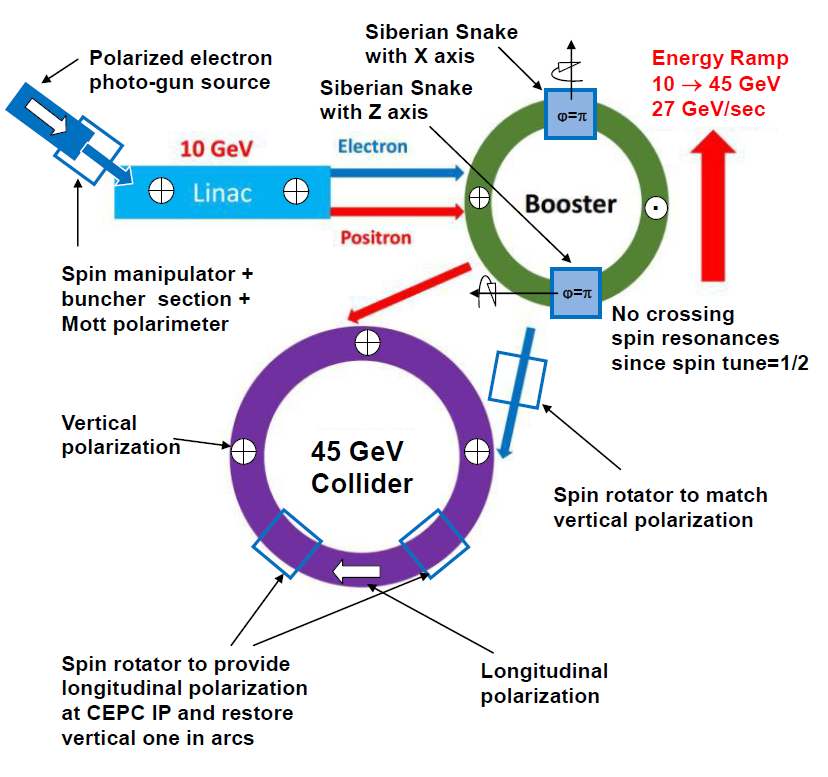 Siberian Snake
with X axis
Polarized electron
photo-gun source
Siberian Snake
with Z axis
Energy Ramp
10 → 45 GeV
27 GeV/sec
φ=π
10 GeV
Linac
Electron
Positron
Booster
Spin manipulator +
buncher section +
Mott polarimeter
φ=π
No crossing
spin resonances
since spin tune=1/2
Vertical
polarization
45 GeV
Collider
Spin rotator to match
vertical polarization
Spin rotator to provide
longitudinal polarization
at CEPC IP and restore
vertical one in arcs
Longitudinal
polarization